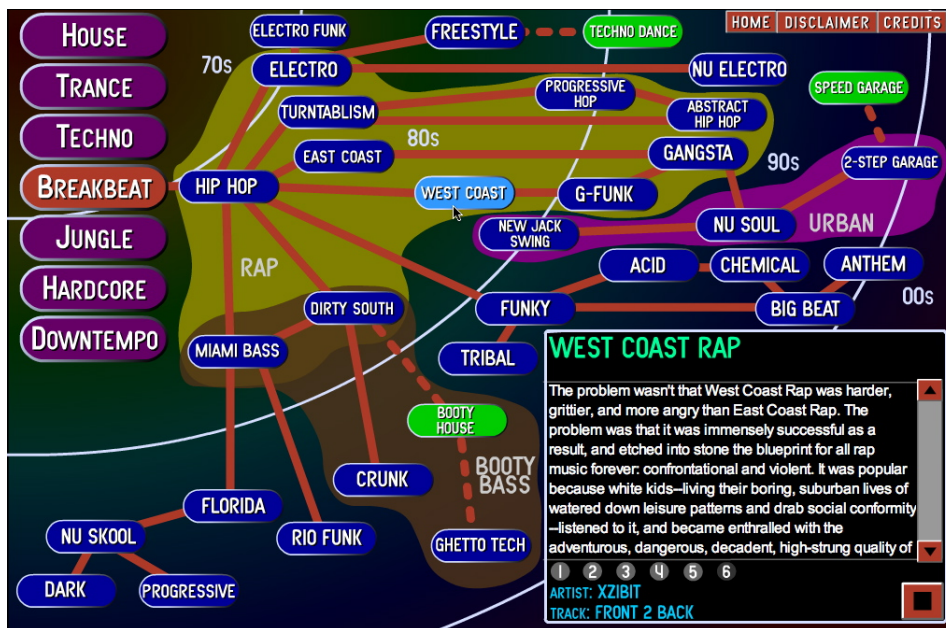 HOUSE
TRANCE
TECHNO
BREAKBEAT
JUNGLE
HARDCORE
DOWNTEMPO
HOME DISCLAIMER CREDITS
ELECTRO FUNK
FREESTYLE
TECHNO DANCE
70s
ELECTRO
NU ELECTRO
SPEED GARAGE
PROGRESSIVE
HOP
TURNTABLISM
ABSTRACT
HIP HOP
80s
EAST COAST
GANGSTA
90s
2-STEP GARAGE
HIP HOP
WEST COAST
G-FUNK
NEW JACK
SWING
NU SOUL
URBAN
RAP
ACID
CHEMICAL
ANTHEM
00s
DIRTY SOUTH
FUNKY
BIG BEAT
MIAMI BASS
TRIBAL
BOOTY
HOUSE
BOOTY
BASS
CRUNK
FLORIDA
NU SKOOL
RIO FUNK
GHETTO TECH
DARK
PROGRESSIVE
WEST COAST RAP
The problem wasn't that West Coast Rap was harder,
grittier, and more angry than East Coast Rap. The
problem was that it was immensely successful as a
result, and etched into stone the blueprint for all rap
music forever: confrontational and violent. It was popular
because white kids--living their boring, suburban lives of
watered down leisure patterns and drab social conformity
--listened to it, and became enthralled with the
adventurous, dangerous, decadent, high-strung quality of
1 2 3 4 5 6
ARTIST: XZIBIT
TRACK: FRONT 2 BACK